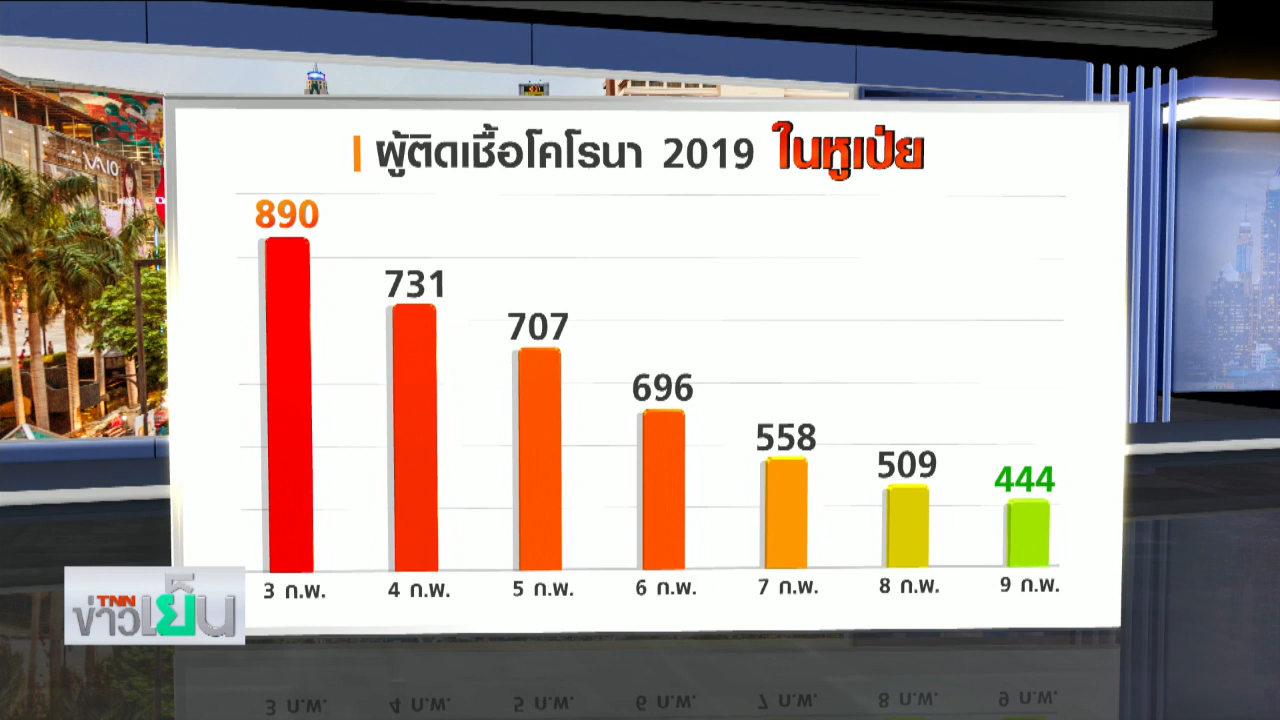 VAIO
ผู้ติดเชื้อโคโรนา 2019 ในหูเป่ย
890
731
707
696
558
509
444
3 ก.พ. 4 ก.พ. 5 ก.พ. 6 ก.พ. 7 ก.พ. 8 ก.พ. 9 ก.พ.
TNN
ข่าวเย็น